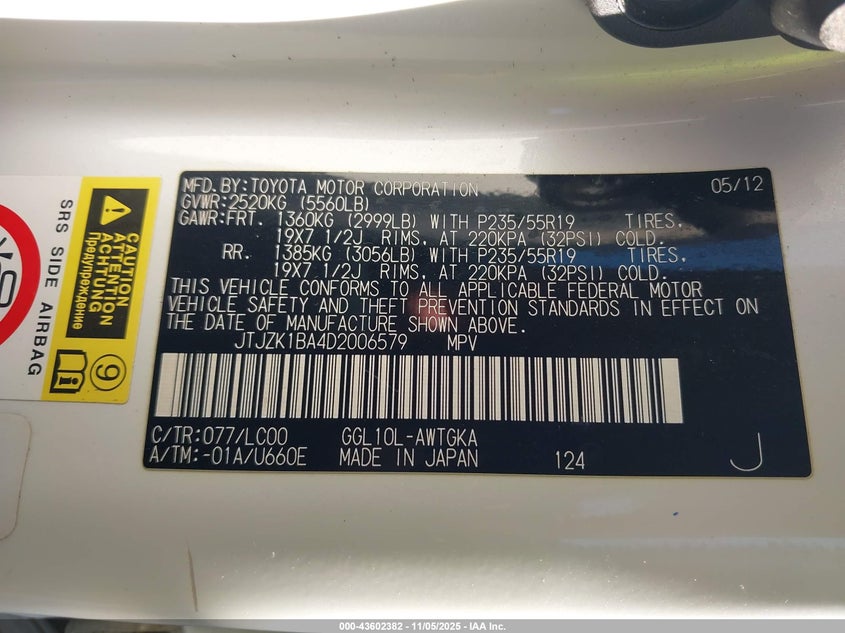 MFD. BY: TOYOTA MOTOR CORPORATION 05/12
GVWR: 2520KG (5560LB)
GAWR: FRT. 1360KG (2999LB) WITH P235/55R19 TIRES,
19X7 1/2J RIMS, AT 220KPA (32PSI) COLD.
RR. 1385KG (3056LB) WITH P235/55R19 TIRES,
19X7 1/2J RIMS, AT 220KPA (32PSI) COLD.
THIS VEHICLE CONFORMS TO ALL APPLICABLE FEDERAL MOTOR
VEHICLE SAFETY AND THEFT PREVENTION STANDARDS IN EFFECT ON
THE DATE OF MANUFACTURE SHOWN ABOVE.
JTJZK1BA4D2006579 MPV
C/TR: 077/LC00 GGL10L-AWTGKA
A/TM: -01A/U660E MADE IN JAPAN 124 J
SRS SIDE AIRBAG
CAUTION
ATTENTION
ACHTUNG
Предупреждение
9
000-43602382 - 11/05/2025 - IAA Inc.